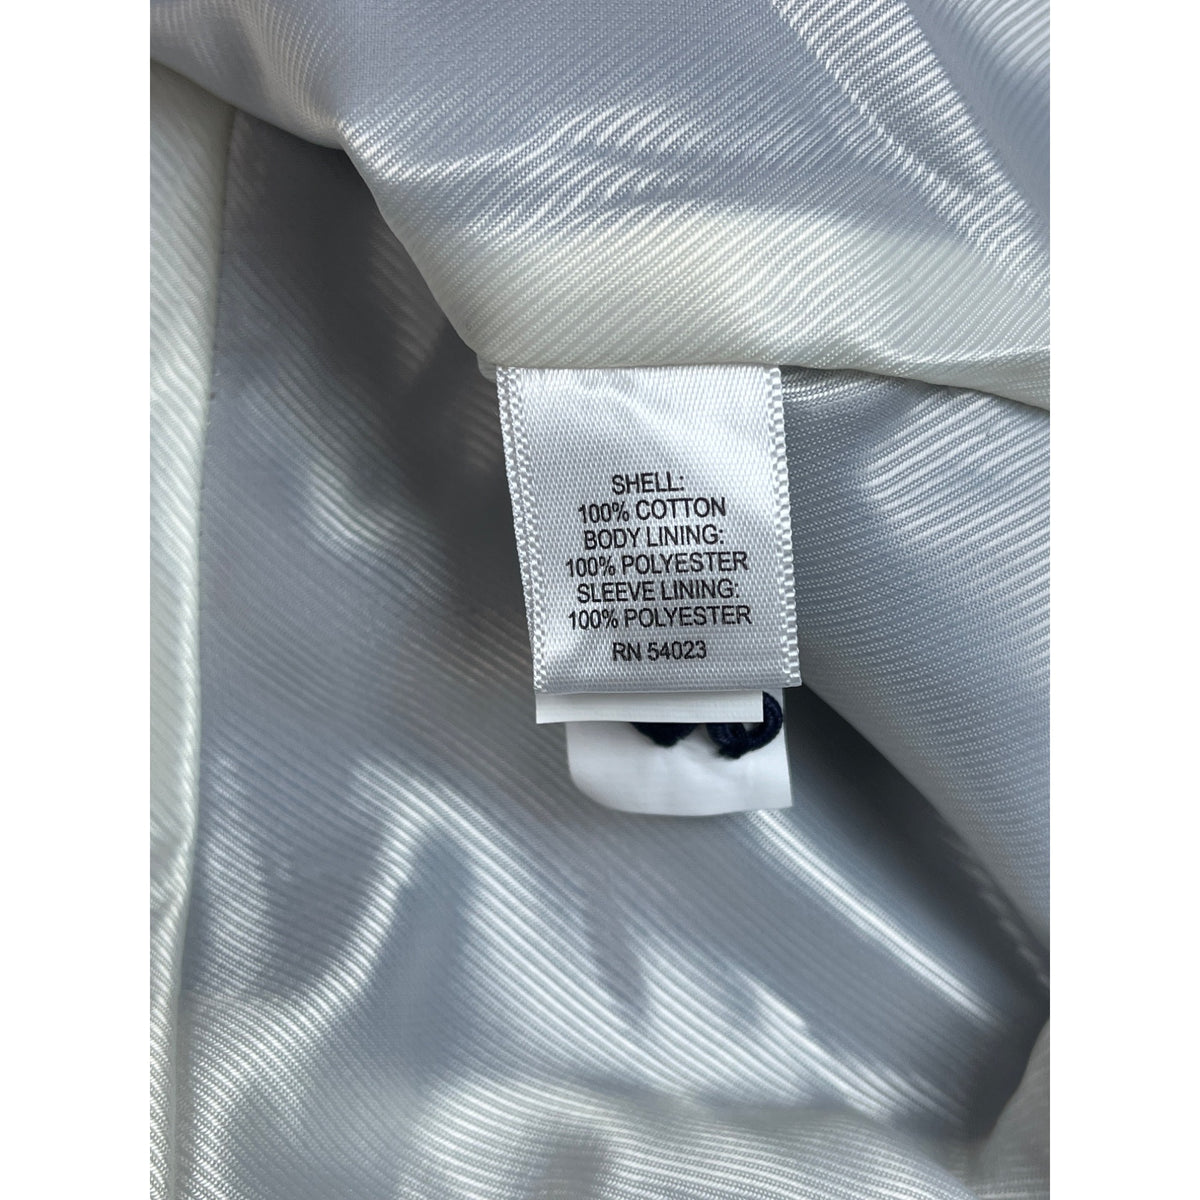 SHELL:
100% COTTON
BODY LINING:
100% POLYESTER
SLEEVE LINING:
100% POLYESTER
RN 54023